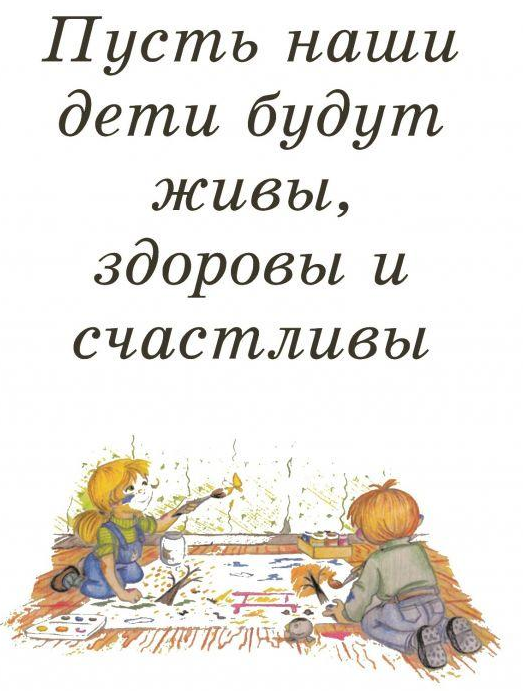 Пусть наши
дети будут
живы,
здоровы и
счастливы